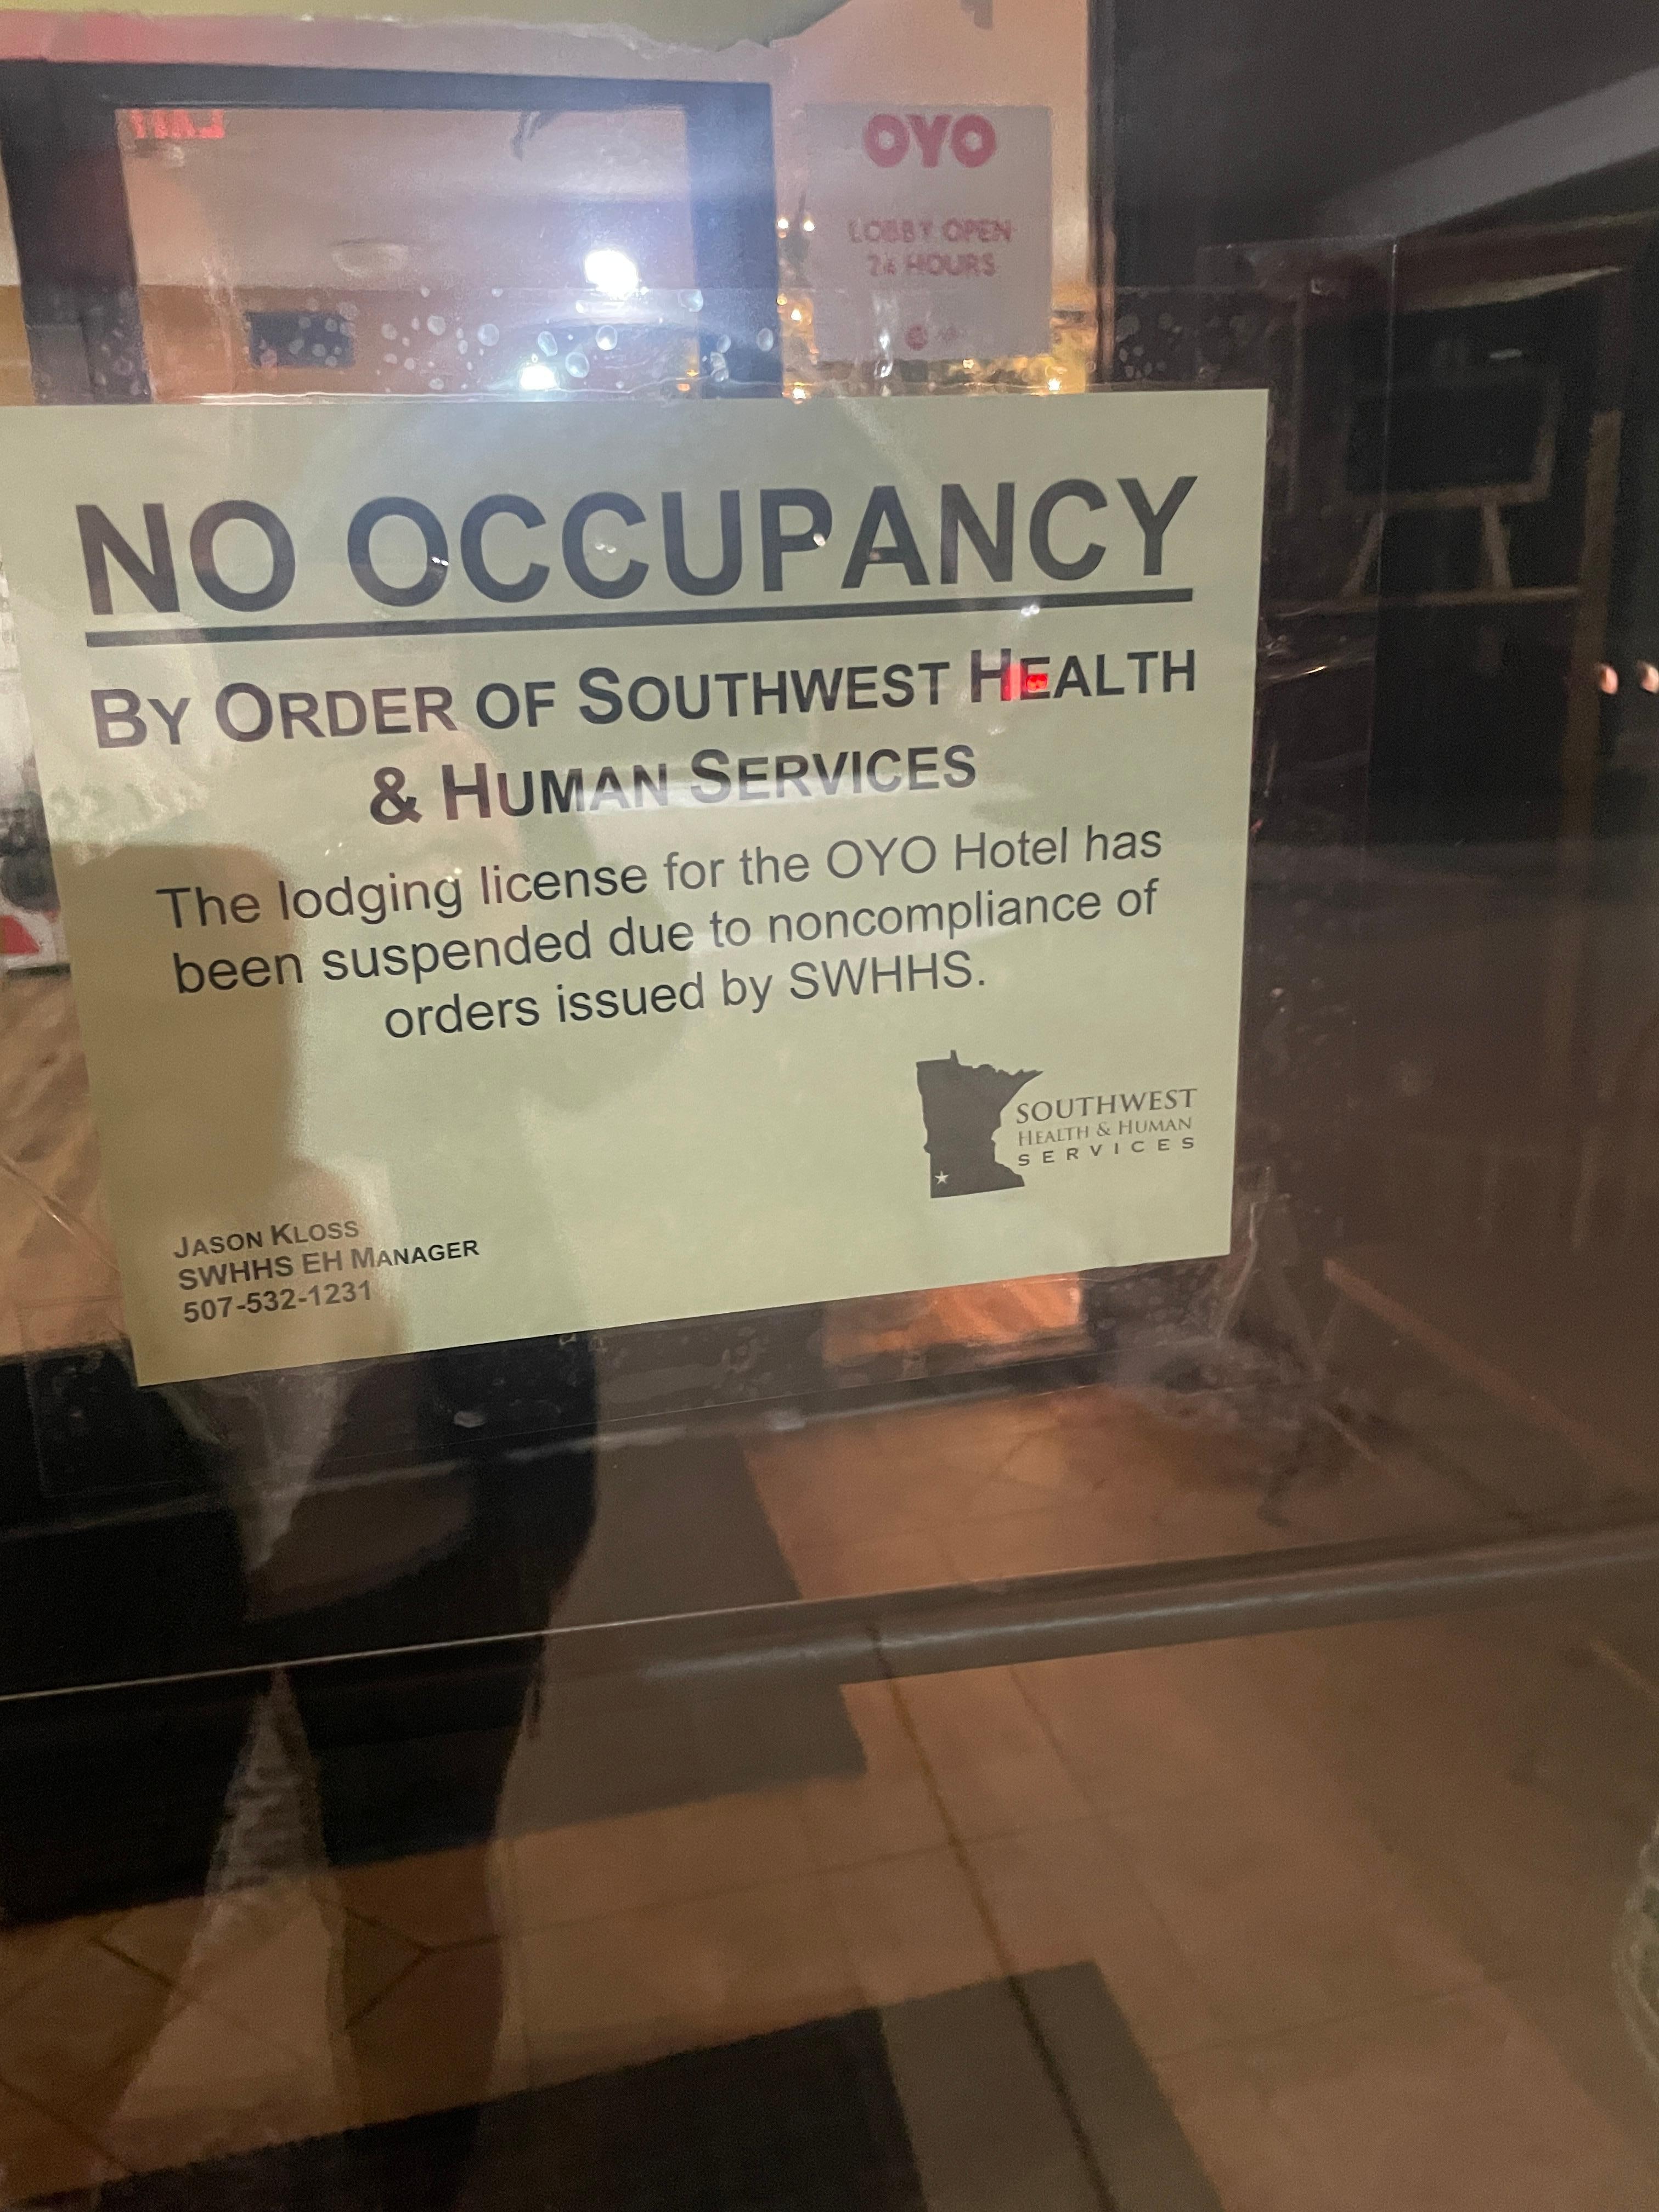 EXIT
OYO
LOBBY OPEN
24 HOURS
NO OCCUPANCY
BY ORDER OF SOUTHWEST HEALTH
& HUMAN SERVICES
The lodging license for the OYO Hotel has
been suspended due to noncompliance of
orders issued by SWHHS.
SOUTHWEST
HEALTH & HUMAN
SERVICES
JASON KLOSS
SWHHS EH MANAGER
507-532-1231